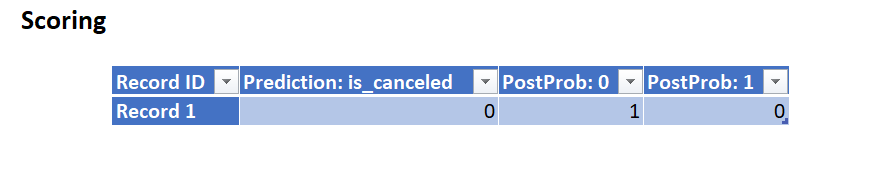 Scoring
Record ID Prediction: is_canceled PostProb: 0 PostProb: 1
Record 1 0 1 0